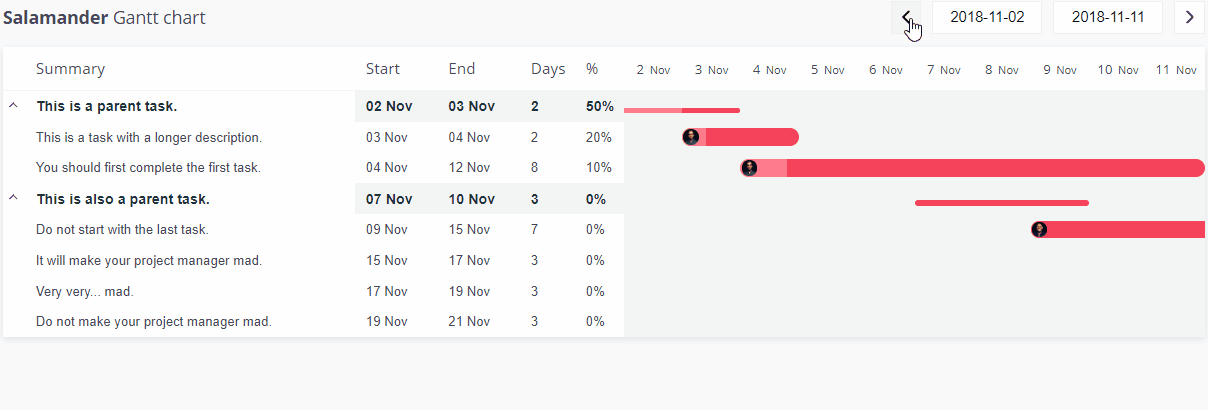 Salamander Gantt chart 2018-11-02 2018-11-11
Summary Start End Days % 2 Nov 3 Nov 4 Nov 5 Nov 6 Nov 7 Nov 8 Nov 9 Nov 10 Nov 11 Nov
This is a parent task. 02 Nov 03 Nov 2 50%
This is a task with a longer description. 03 Nov 04 Nov 2 20%
You should first complete the first task. 04 Nov 12 Nov 8 10%
This is also a parent task. 07 Nov 10 Nov 3 0%
Do not start with the last task. 09 Nov 15 Nov 7 0%
It will make your project manager mad. 15 Nov 17 Nov 3 0%
Very very... mad. 17 Nov 19 Nov 3 0%
Do not make your project manager mad. 19 Nov 21 Nov 3 0%